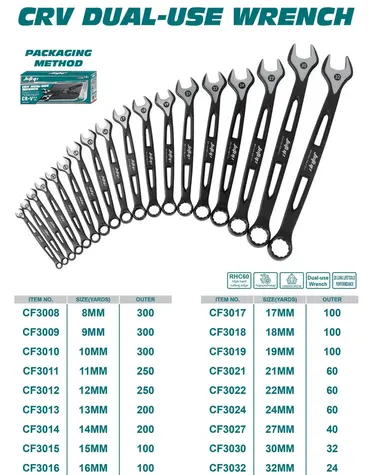 CRV DUAL-USE WRENCH
PACKAGING
METHOD
RHC60
Dual-use
Wrench
ITEM NO. SIZE(YARDS) OUTER
CF3008 8MM 300
CF3009 9MM 300
CF3010 10MM 300
CF3011 11MM 250
CF3012 12MM 250
CF3013 13MM 200
CF3014 14MM 200
CF3015 15MM 100
CF3016 16MM 100
ITEM NO. SIZE(YARDS) OUTER
CF3017 17MM 100
CF3018 18MM 100
CF3019 19MM 100
CF3021 21MM 60
CF3022 22MM 60
CF3024 24MM 60
CF3027 27MM 40
CF3030 30MM 32
CF3032 32MM 24